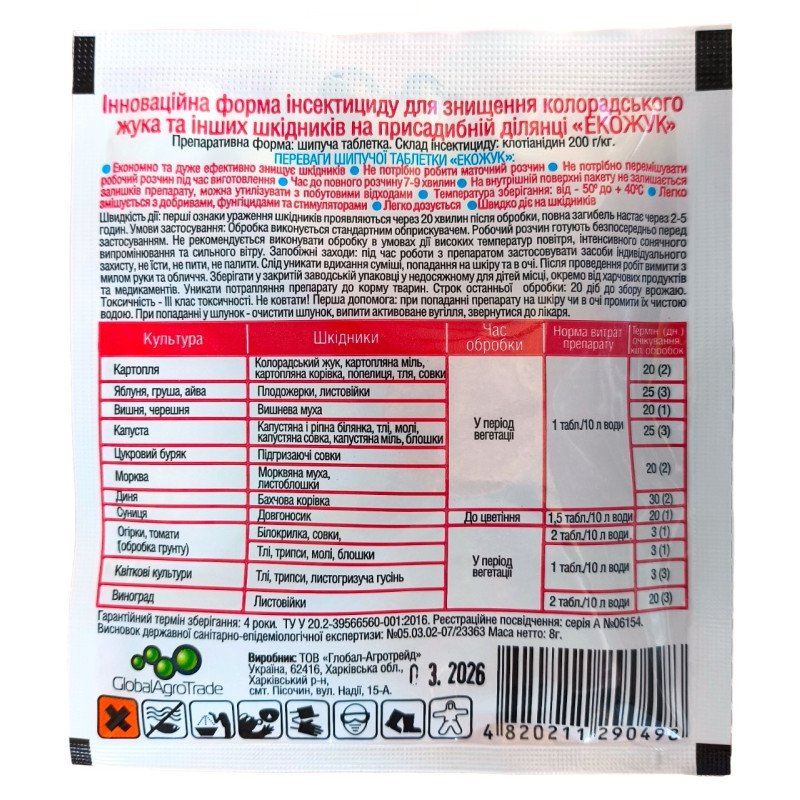 Інноваційна форма інсектициду для знищення колорадського
жука та інших шкідників на присадибній ділянці «ЕКОЖУК»
Препаративна форма: шипуча таблетка. Склад інсектициду: клотіанідин 200 г/кг.
ПЕРЕВАГИ ШИПУЧОЇ ТАБЛЕТКИ «ЕКОЖУК»:
• Економно та дуже ефективно знищує шкідників • Не потрібно робити маточний розчин • Не потрібно перемішувати
робочий розчин під час виготовлення • Час до повного розчину 7-9 хвилин • На внутрішній поверхні пакету не залишається
залишків препарату, можна утилізувати з побутовими відходами • Температура зберігання: від - 50° до + 40°С • Легко
змішується з добривами, фунгіцидами та стимуляторами • Легко дозується • Швидко діє на шкідників
Швидкість дії: перші ознаки ураження шкідників проявляються через 20 хвилин після обробки, повна загибель настає через 2-5
годин. Умови застосування: Обробка виконується стандартним обприскувачем. Робочий розчин готують безпосередньо перед
застосуванням. Не рекомендується виконувати обробку в умовах дії високих температур повітря, інтенсивного сонячного
випромінювання та сильного вітру. Запобіжні заходи: під час роботи з препаратом застосовувати засоби індивідуального
захисту, не їсти, не пити, не палити. Слід уникати вдихання суміші, попадання на шкіру та в очі. Після проведення робіт вимити з
милом руки та обличчя. Зберігати у закритій заводській упаковці у недосяжному для дітей місці, окремо від харчових продуктів
та медикаментів. Уникати потрапляння препарату до корму тварин. Строк останньої обробки: 20 діб до збору врожаю.
Токсичність - III клас токсичності. Не ковтати! Перша допомога: при попаданні препарату на шкіру чи в очі промити їх чистою
водою. При попаданні у шлунок - очистити шлунок, випити активоване вугілля, звернутися до лікаря.
Культура Шкідники Час обробки Норма витрат препарату Термін (дн.) очікування, кіл. обробок
Картопля Колорадський жук, картопляна міль, картопляна корівка, попелиця, тля, совки 20 (2)
Яблуня, груша, айва Плодожерки, листовійки 25 (3)
Вишня, черешня Вишнева муха 20 (1)
Капуста Капустяна і ріпна білянка, тлі, молі, капустяна совка, капустяна міль, блошки У період вегетації 1 табл./10 л води 25 (3)
Цукровий буряк Підгризаючі совки
Морква Морквяна муха, листоблошки 20 (2)
Диня Бахчова корівка 30 (2)
Суниця Довгоносик До цвітіння 1,5 табл./10 л води 20 (1)
Огірки, томати (обробка грунту) Білокрилка, совки, 2 табл./10 л води 3 (1)
Тлі, трипси, молі, блошки У період вегетації 1 табл./10 л води 3 (1)
Квіткові культури Тлі, трипси, листогризуча гусінь 3 (3)
Виноград Листовійки 2 табл./10 л води 20 (3)
Гарантійний термін зберігання: 4 роки. ТУ У 20.2-39566560-001:2016. Реєстраційне посвідчення: серія А №06154.
Висновок державної санітарно-епідеміологічної експертизи: №05.03.02-07/23363 Маса нетто: 8г.
GlobalAgroTrade
Виробник: ТОВ «Глобал-Агротрейд»
Україна, 62416, Харківська обл.,
Харківський р-н,
смт. Пісочин, вул. Надії, 15-А.
03.2026
4 820211 290493